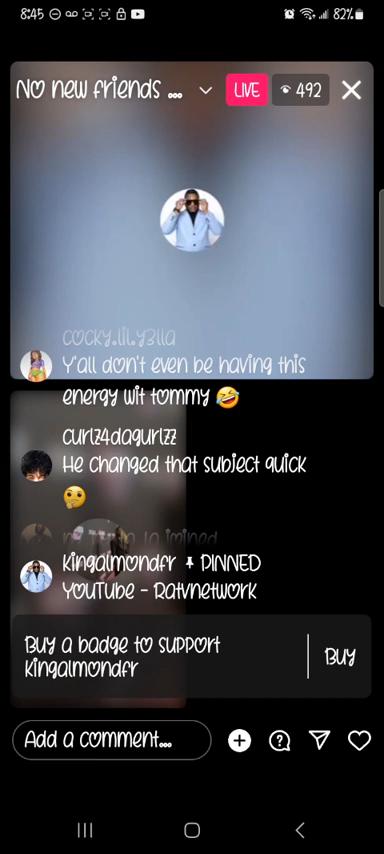 8:45
82%
No new friends ...
LIVE
492
cocky.lil.y3lla
Y'all don't even be having this
energy wit tommy 🤣
curlz4dagurlzz
He changed that subject quick
🤔
joined
kingalmondfr PINNED
YouTube - Ratvnetwork
Buy a badge to support
kingalmondfr
Buy
Add a comment...